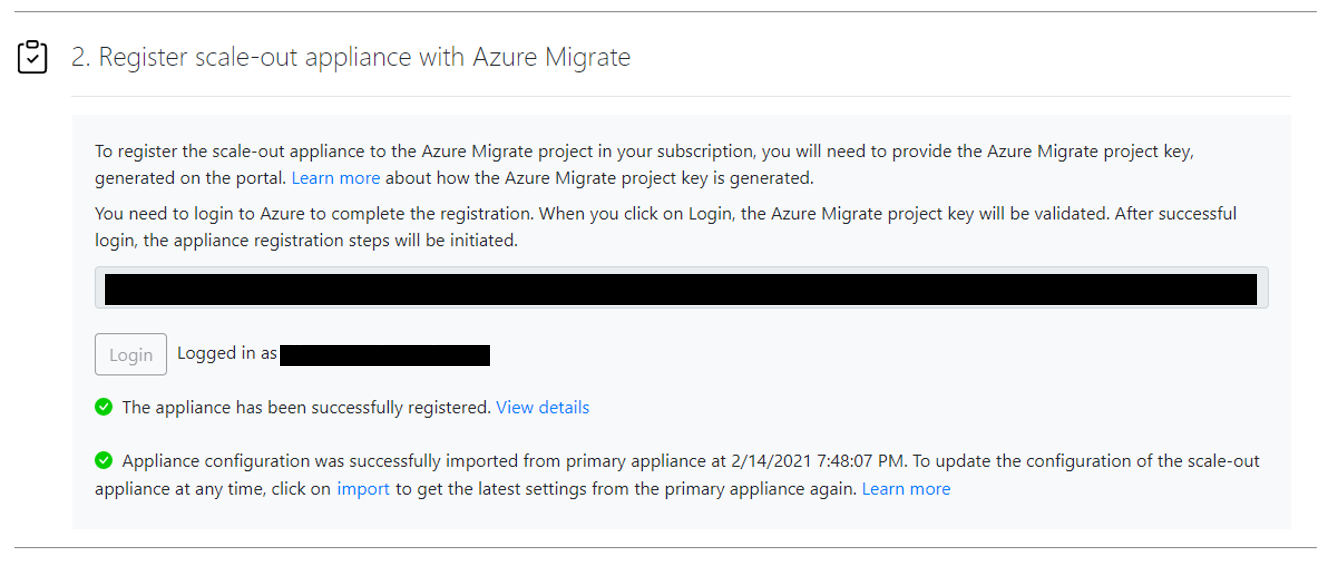 2. Register scale-out appliance with Azure Migrate
To register the scale-out appliance to the Azure Migrate project in your subscription, you will need to provide the Azure Migrate project key,
generated on the portal. Learn more about how the Azure Migrate project key is generated.
You need to login to Azure to complete the registration. When you click on Login, the Azure Migrate project key will be validated. After successful
login, the appliance registration steps will be initiated.
Login Logged in as
The appliance has been successfully registered. View details
Appliance configuration was successfully imported from primary appliance at 2/14/2021 7:48:07 PM. To update the configuration of the scale-out
appliance at any time, click on import to get the latest settings from the primary appliance again. Learn more